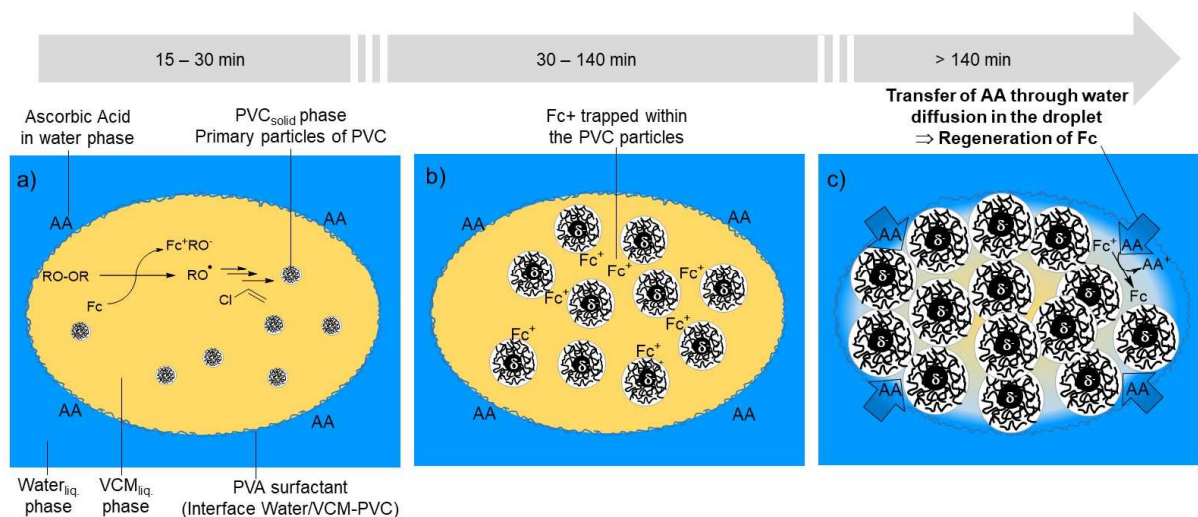 15 – 30 min
30 – 140 min
> 140 min
Ascorbic Acid
in water phase
PVCsolid phase
Primary particles of PVC
Fc+ trapped within
the PVC particles
Transfer of AA through water
diffusion in the droplet
⇒ Regeneration of Fc
a)
AA
AA
Fc⁺RO⁻
RO-OR
RO•
Fc
Cl
AA
AA
Waterliq.
phase
VCMliq.
phase
PVA surfactant
(Interface Water/VCM-PVC)
b)
AA
AA
δ
δ
Fc⁺
Fc⁺
δ
δ
Fc⁺
δ
Fc⁺
δ
Fc⁺
δ
Fc⁺
Fc⁺
δ
δ
δ
AA
AA
c)
AA
δ
δ
δ
Fc⁺
AA
AA⁺
δ
δ
δ
Fc
δ
δ
δ
δ
δ
δ
δ
δ
AA
AA